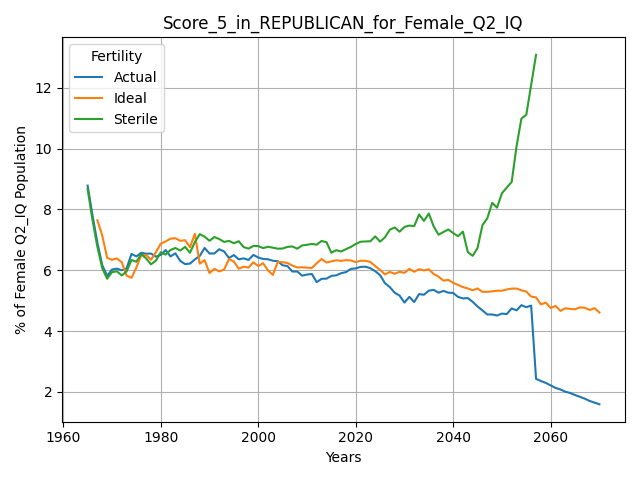 Score_5_in_REPUBLICAN_for_Female_Q2_IQ
Fertility
Actual
Ideal
Sterile
% of Female Q2_IQ Population
12
10
8
6
4
2
1960
1980
2000
2020
2040
2060
Years